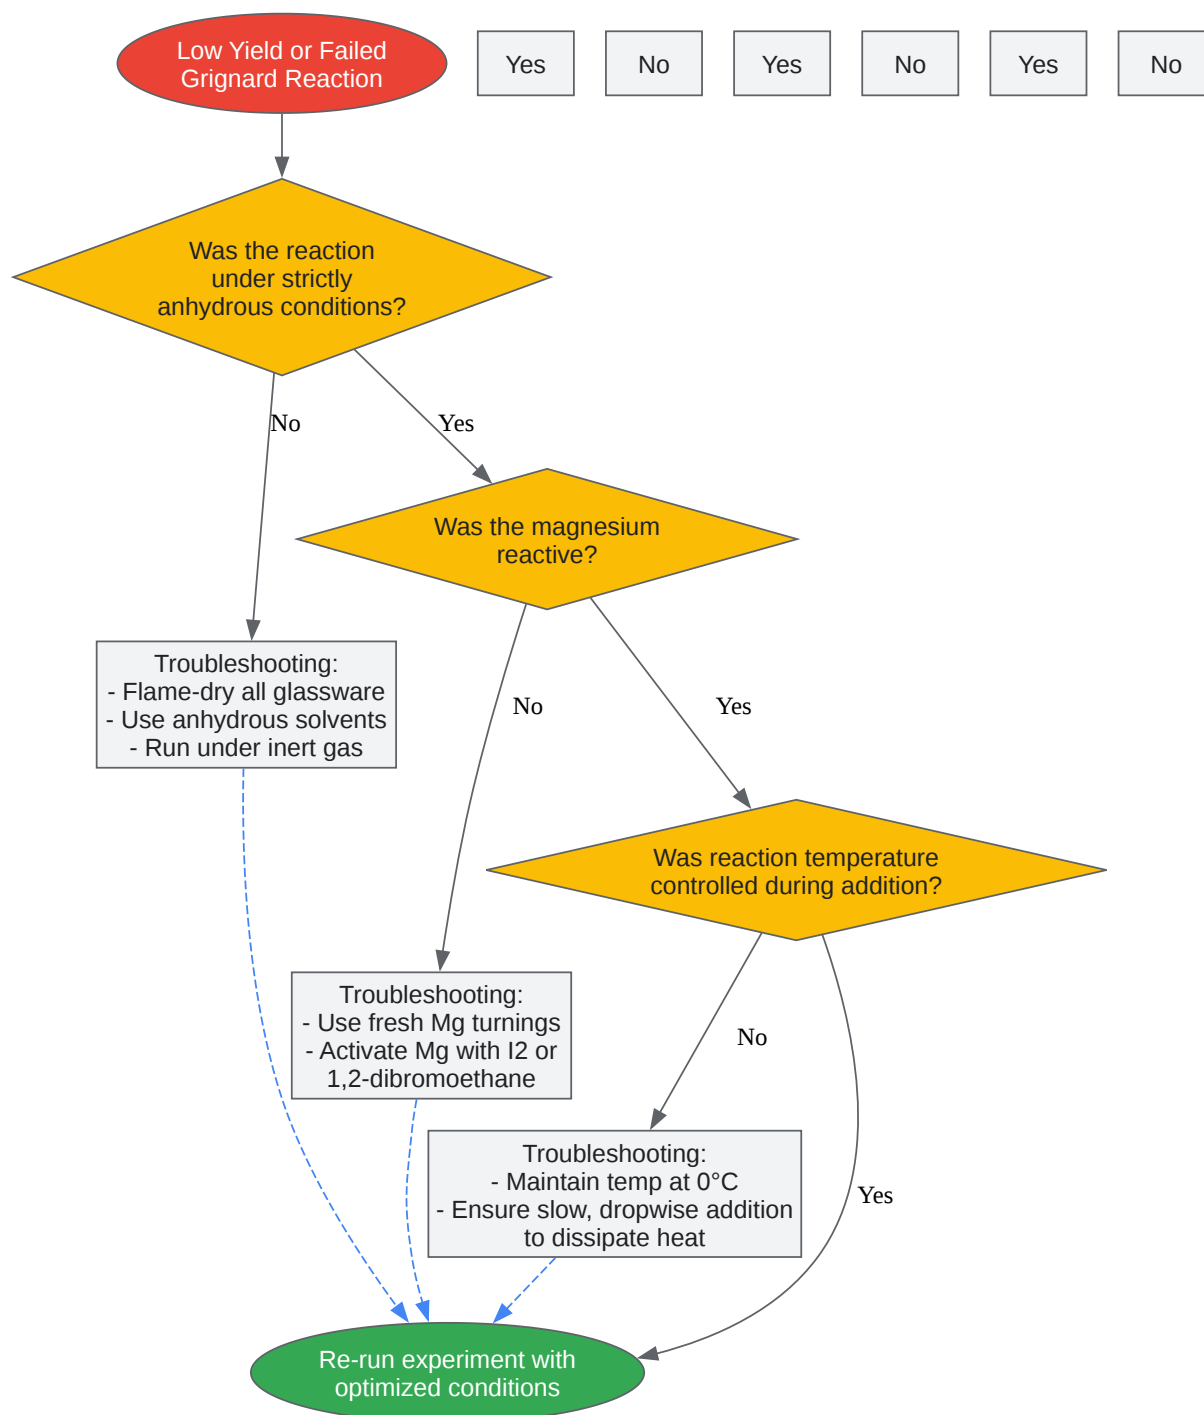 Low Yield or Failed
Grignard Reaction
Yes
No
Yes
No
Yes
No
Was the reaction
under strictly
anhydrous conditions?
No
Yes
Was the magnesium
reactive?
Troubleshooting:
- Flame-dry all glassware
- Use anhydrous solvents
- Run under inert gas
No
Yes
Was reaction temperature
controlled during addition?
Troubleshooting:
- Use fresh Mg turnings
- Activate Mg with I2 or
1,2-dibromoethane
No
Troubleshooting:
- Maintain temp at 0°C
- Ensure slow, dropwise addition
to dissipate heat
Yes
Re-run experiment with
optimized conditions